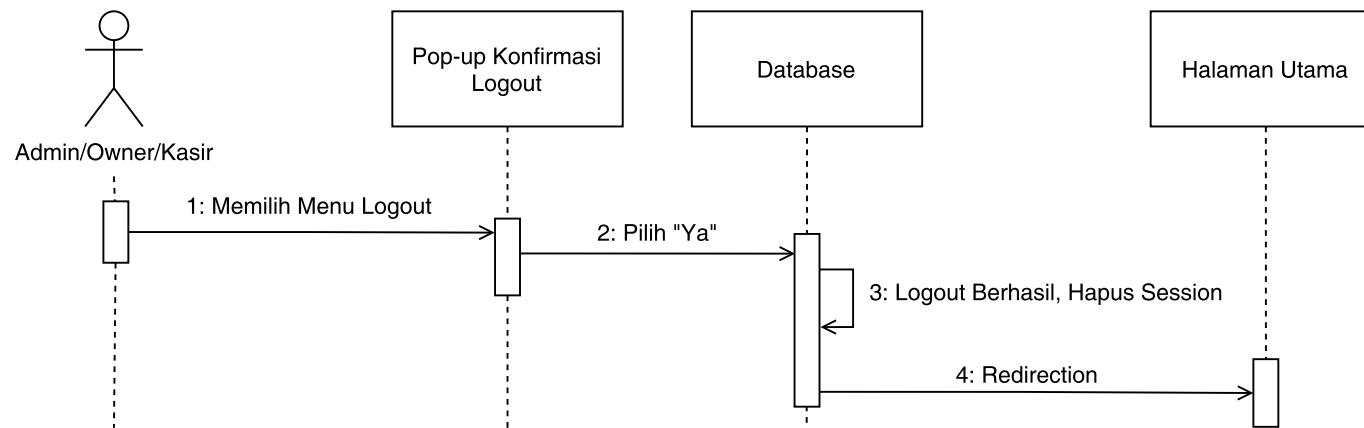 Pop-up Konfirmasi
Logout
Database
Halaman Utama
Admin/Owner/Kasir
1: Memilih Menu Logout
2: Pilih "Ya"
3: Logout Berhasil, Hapus Session
4: Redirection